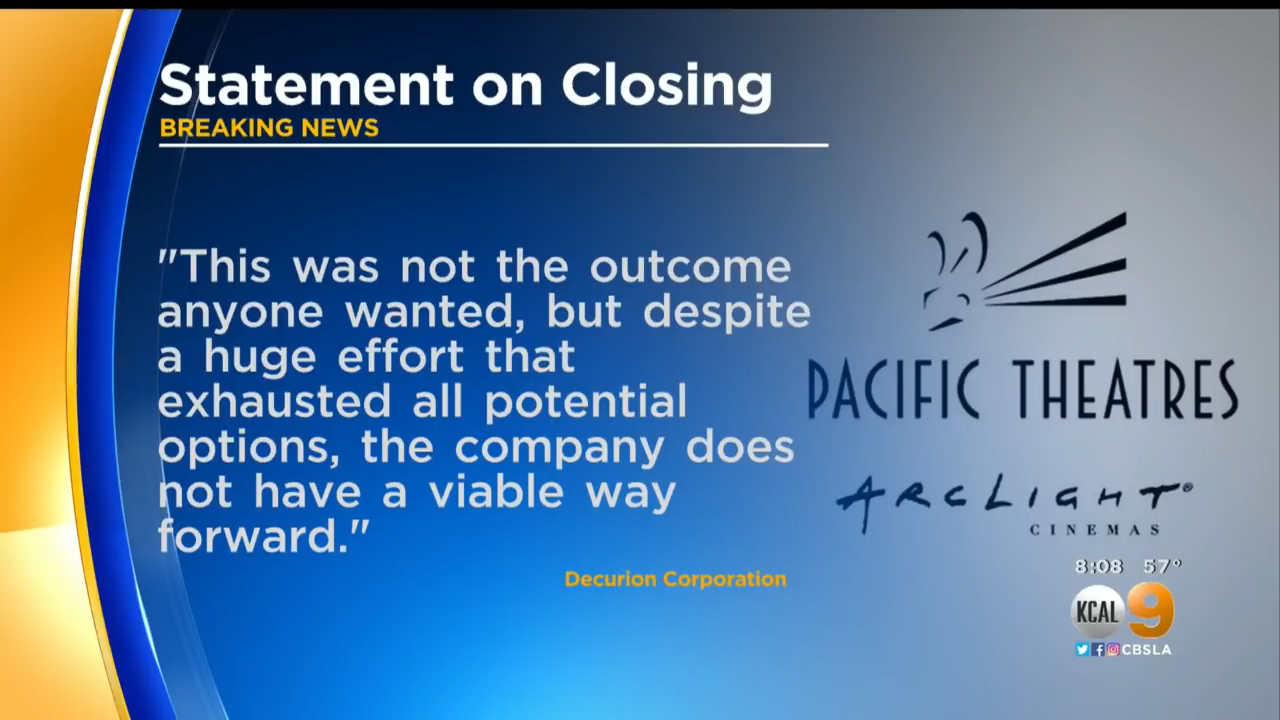 Statement on Closing
BREAKING NEWS
"This was not the outcome
anyone wanted, but despite
a huge effort that
exhausted all potential
options, the company does
not have a viable way
forward."
Decurion Corporation
PACIFIC THEATRES
ARCLIGHT®
CINEMAS
8:08 57°
KCAL 9
CBSLA